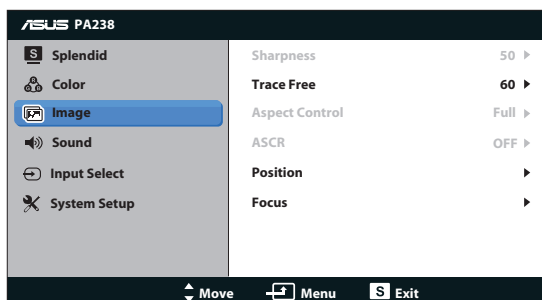 ASUS PA238
S Splendid
Color
Image
Sound
Input Select
System Setup
Sharpness 50
Trace Free 60
Aspect Control Full
ASCR OFF
Position
Focus
Move Menu S Exit